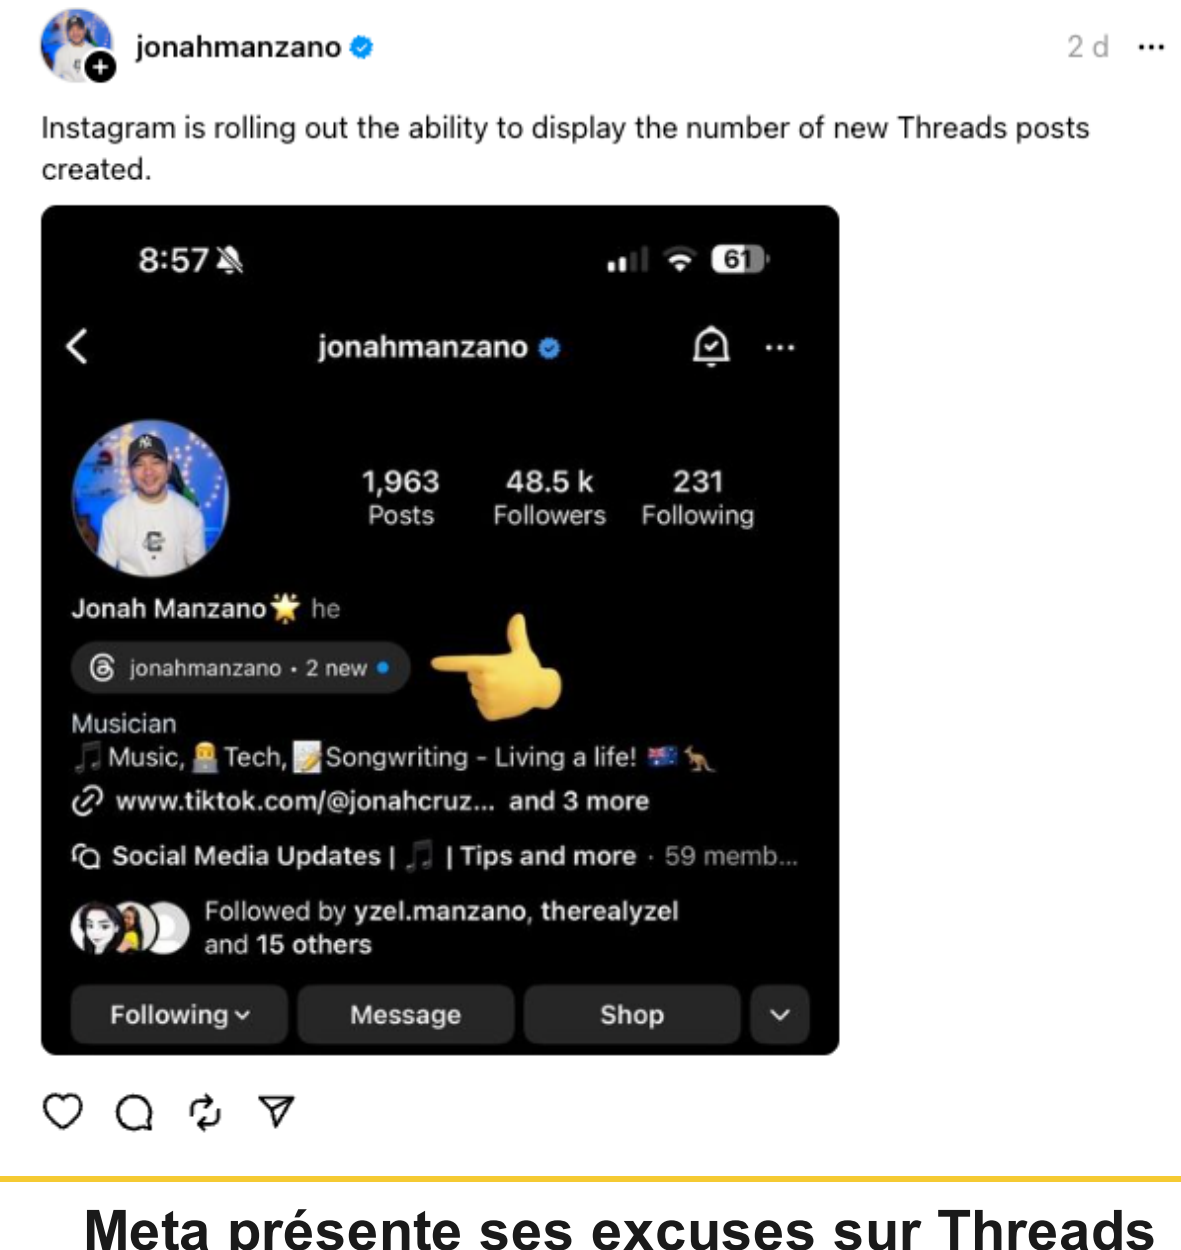 jonahmanzano
2 d
Instagram is rolling out the ability to display the number of new Threads posts
created.
8:57
61
jonahmanzano
1,963 48.5 k 231
Posts Followers Following
Jonah Manzano🌟 he
jonahmanzano • 2 new
Musician
🎵 Music, 👨‍💻 Tech, 📝Songwriting - Living a life! 🇦🇺 🦘
www.tiktok.com/@jonahcruz... and 3 more
Social Media Updates | 🎵 | Tips and more · 59 memb...
Followed by yzel.manzano, therealyzel
and 15 others
Following Message Shop
Meta présente ses excuses sur Threads